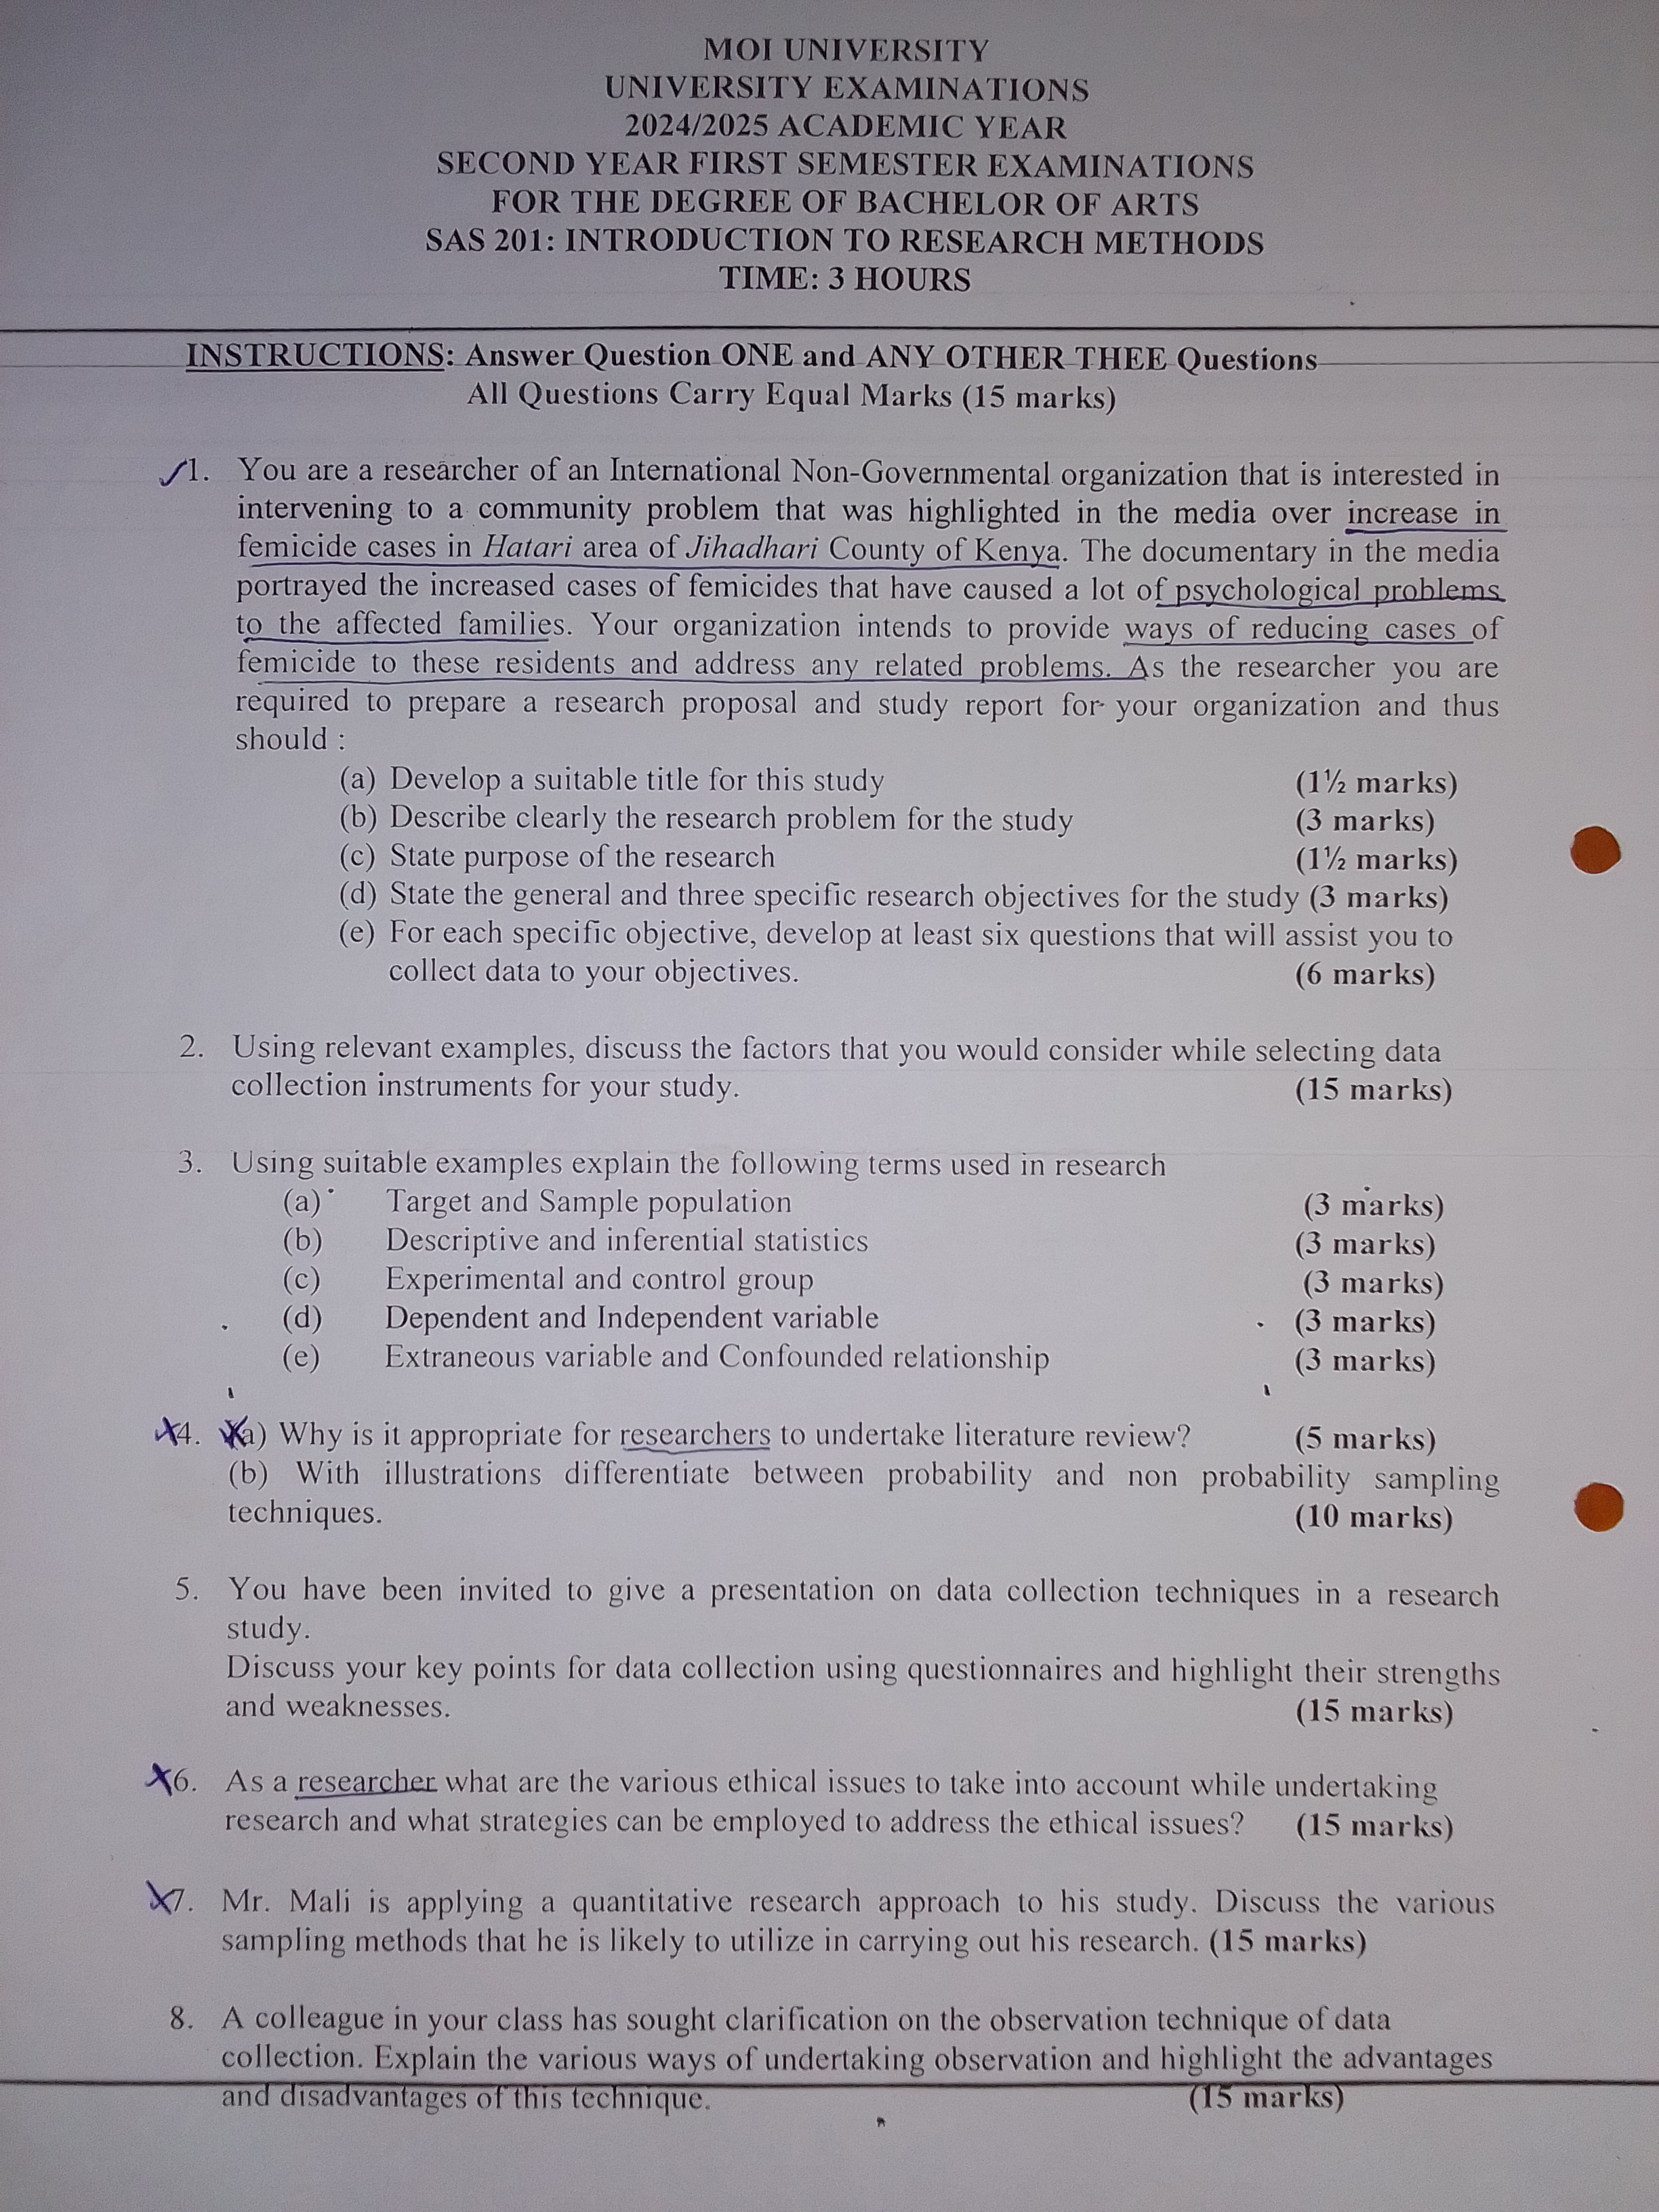 MOI UNIVERSITY
UNIVERSITY EXAMINATIONS
2024/2025 ACADEMIC YEAR
SECOND YEAR FIRST SEMESTER EXAMINATIONS
FOR THE DEGREE OF BACHELOR OF ARTS
SAS 201: INTRODUCTION TO RESEARCH METHODS
TIME: 3 HOURS
INSTRUCTIONS: Answer Question ONE and ANY OTHER THEE Questions
All Questions Carry Equal Marks (15 marks)
1. You are a researcher of an International Non-Governmental organization that is interested in
intervening to a community problem that was highlighted in the media over increase in
femicide cases in Hatari area of Jihadhari County of Kenya. The documentary in the media
portrayed the increased cases of femicides that have caused a lot of psychological problems
to the affected families. Your organization intends to provide ways of reducing cases of
femicide to these residents and address any related problems. As the researcher you are
required to prepare a research proposal and study report for your organization and thus
should :
(a) Develop a suitable title for this study (1½ marks)
(b) Describe clearly the research problem for the study (3 marks)
(c) State purpose of the research (1½ marks)
(d) State the general and three specific research objectives for the study (3 marks)
(e) For each specific objective, develop at least six questions that will assist you to
collect data to your objectives. (6 marks)
2. Using relevant examples, discuss the factors that you would consider while selecting data
collection instruments for your study. (15 marks)
3. Using suitable examples explain the following terms used in research
(a) Target and Sample population (3 marks)
(b) Descriptive and inferential statistics (3 marks)
(c) Experimental and control group (3 marks)
(d) Dependent and Independent variable (3 marks)
(e) Extraneous variable and Confounded relationship (3 marks)
4. (a) Why is it appropriate for researchers to undertake literature review? (5 marks)
(b) With illustrations differentiate between probability and non probability sampling
techniques. (10 marks)
5. You have been invited to give a presentation on data collection techniques in a research
study.
Discuss your key points for data collection using questionnaires and highlight their strengths
and weaknesses. (15 marks)
6. As a researcher what are the various ethical issues to take into account while undertaking
research and what strategies can be employed to address the ethical issues? (15 marks)
7. Mr. Mali is applying a quantitative research approach to his study. Discuss the various
sampling methods that he is likely to utilize in carrying out his research. (15 marks)
8. A colleague in your class has sought clarification on the observation technique of data
collection. Explain the various ways of undertaking observation and highlight the advantages
and disadvantages of this technique. (15 marks)